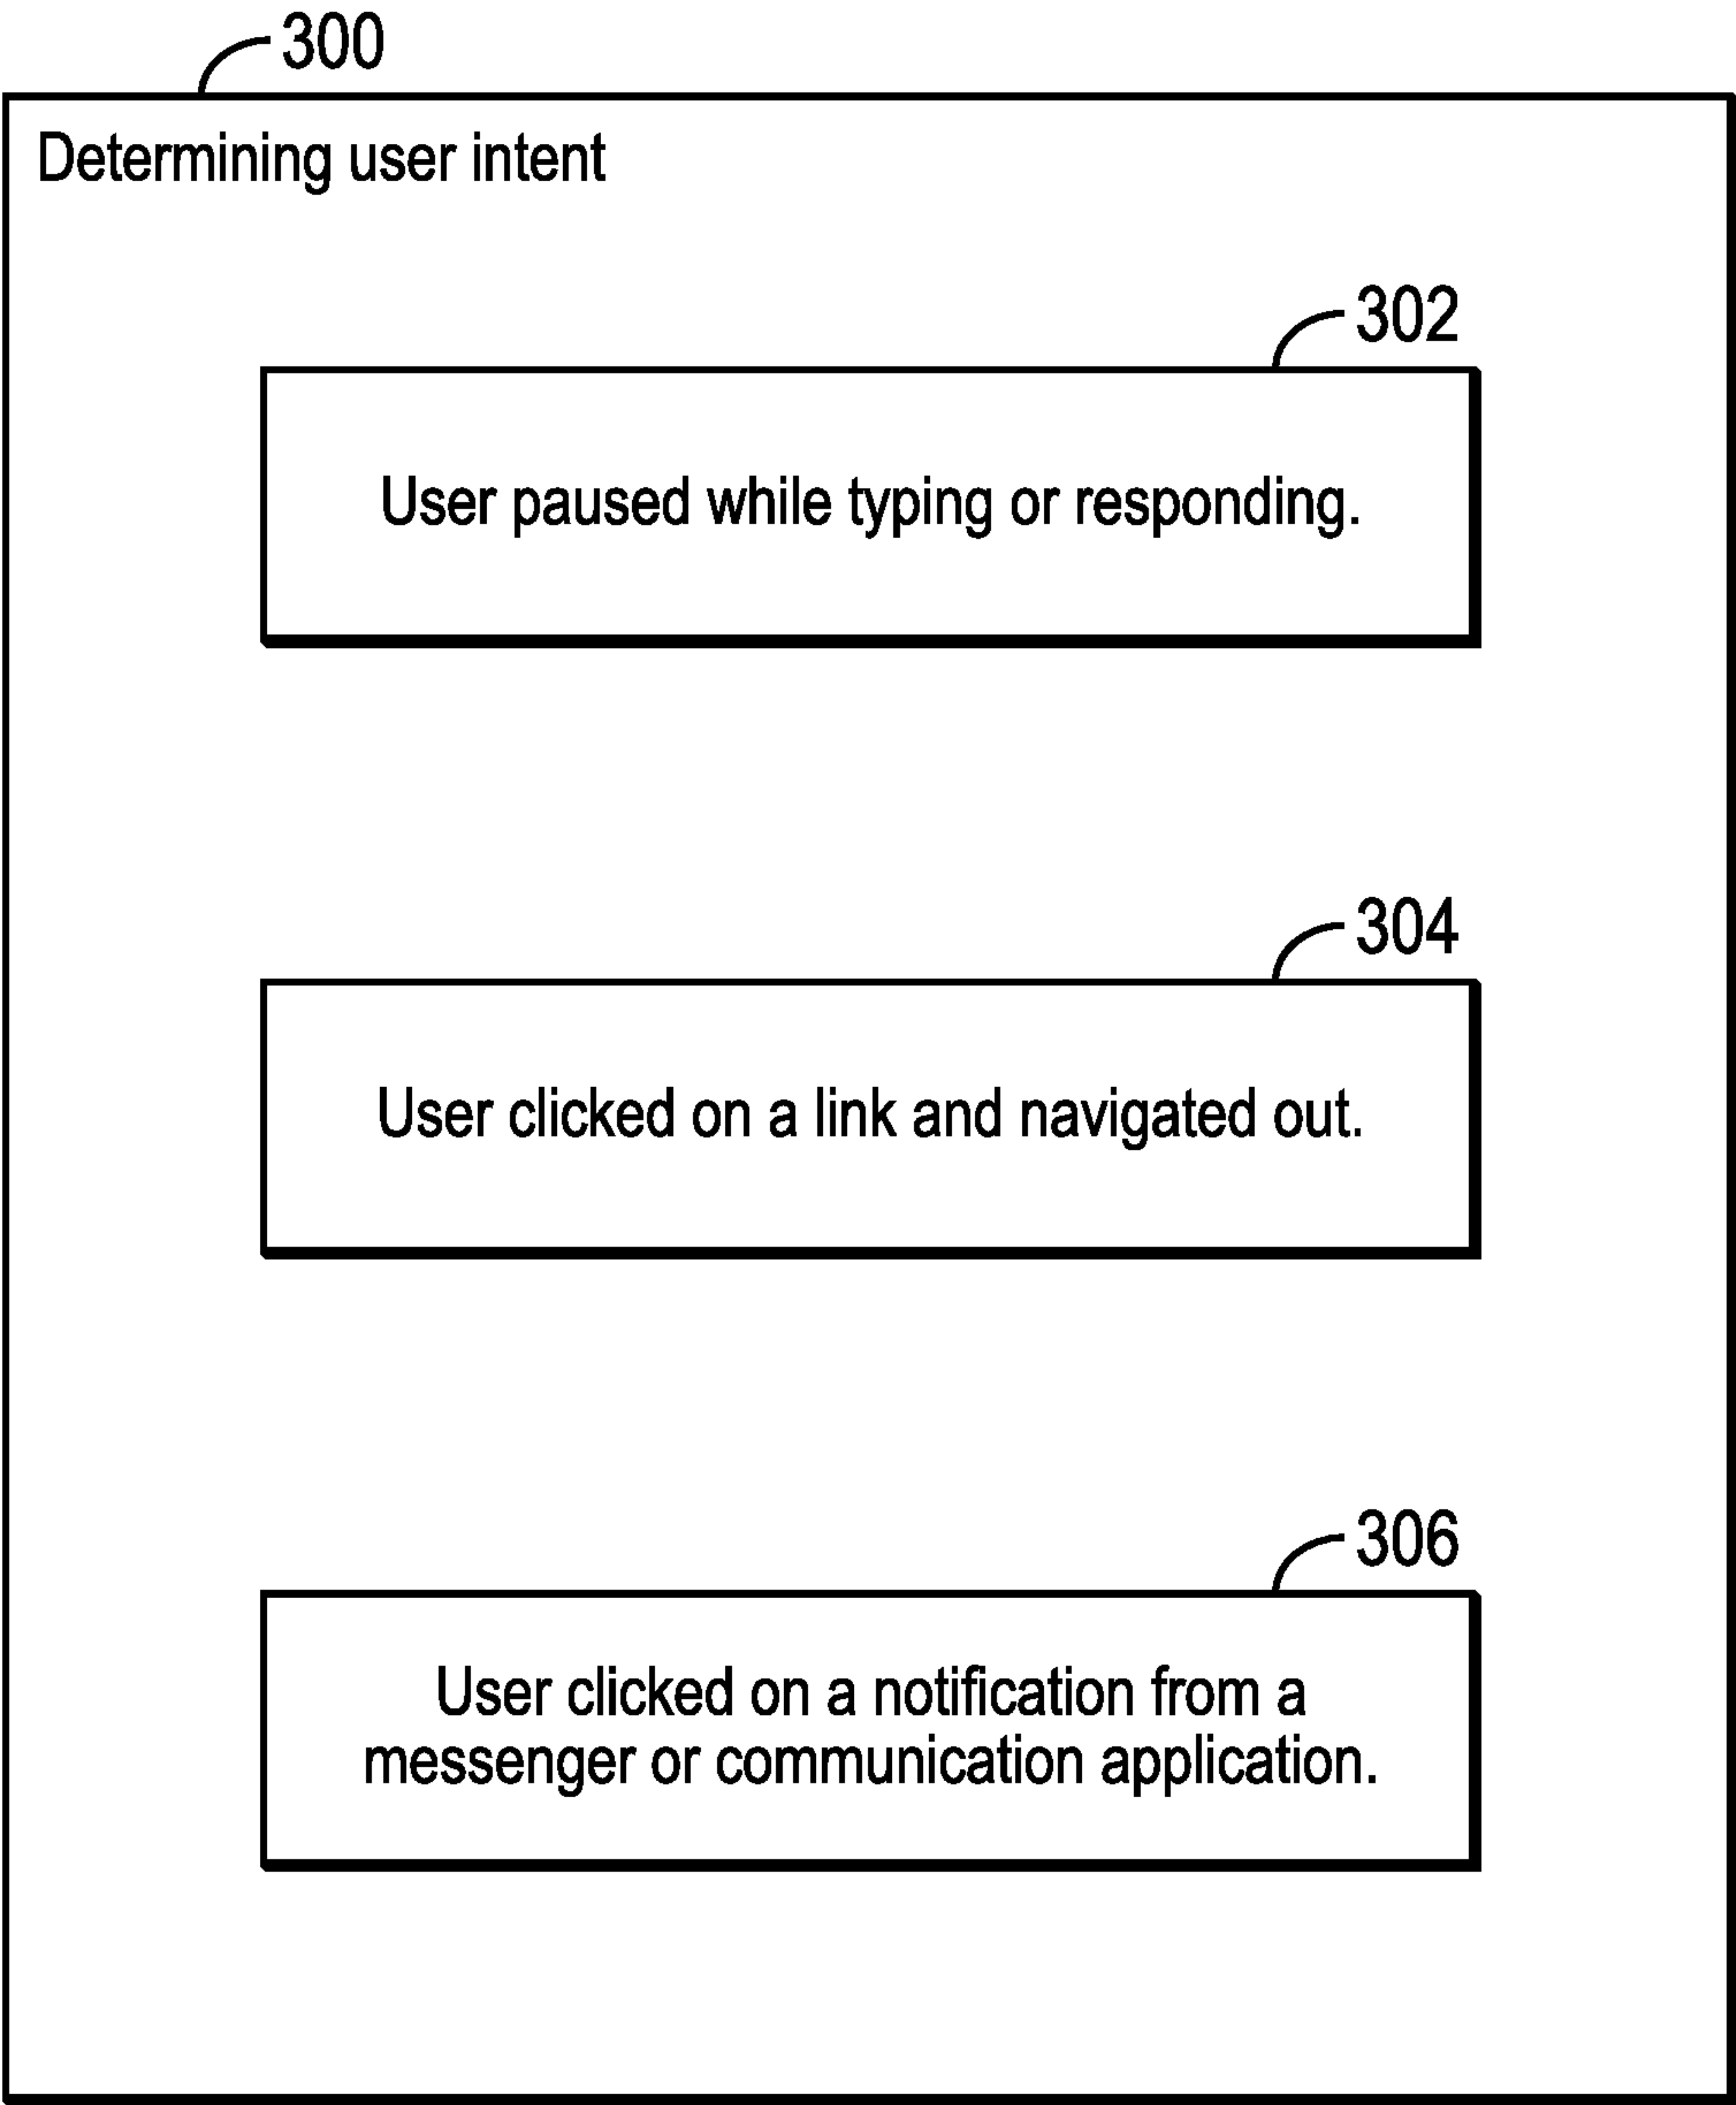 300
Determining user intent
302
User paused while typing or responding.
304
User clicked on a link and navigated out.
306
User clicked on a notification from a
messenger or communication application.